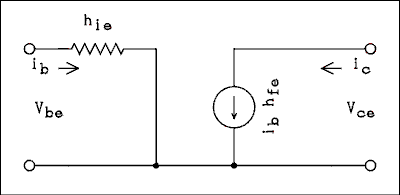 h_ie
i_b
i_c
V_be
i_b h_fe
V_ce